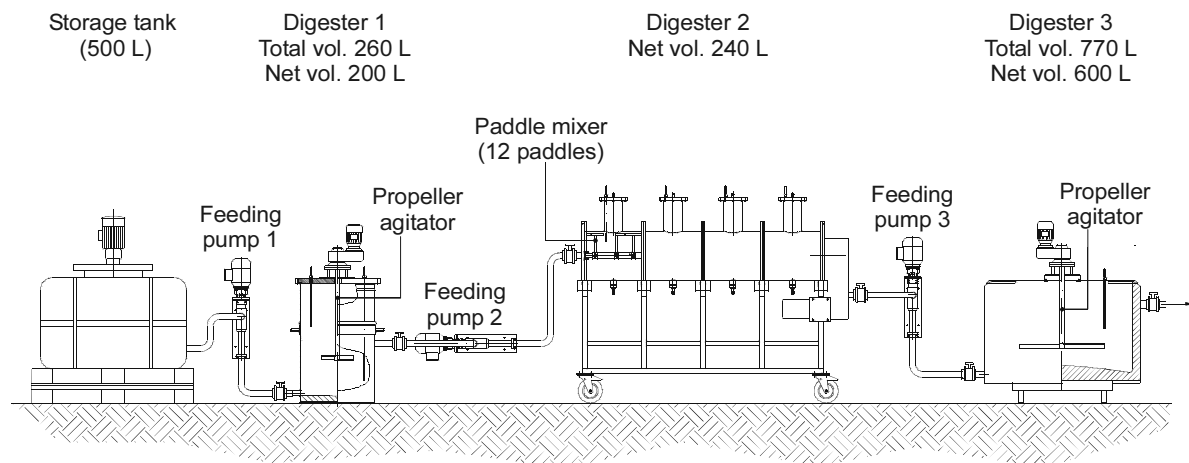 Storage tank
(500 L)
Digester 1
Total vol. 260 L
Net vol. 200 L
Digester 2
Net vol. 240 L
Digester 3
Total vol. 770 L
Net vol. 600 L
Paddle mixer
(12 paddles)
Feeding
pump 1
Propeller
agitator
Feeding
pump 2
Feeding
pump 3
Propeller
agitator